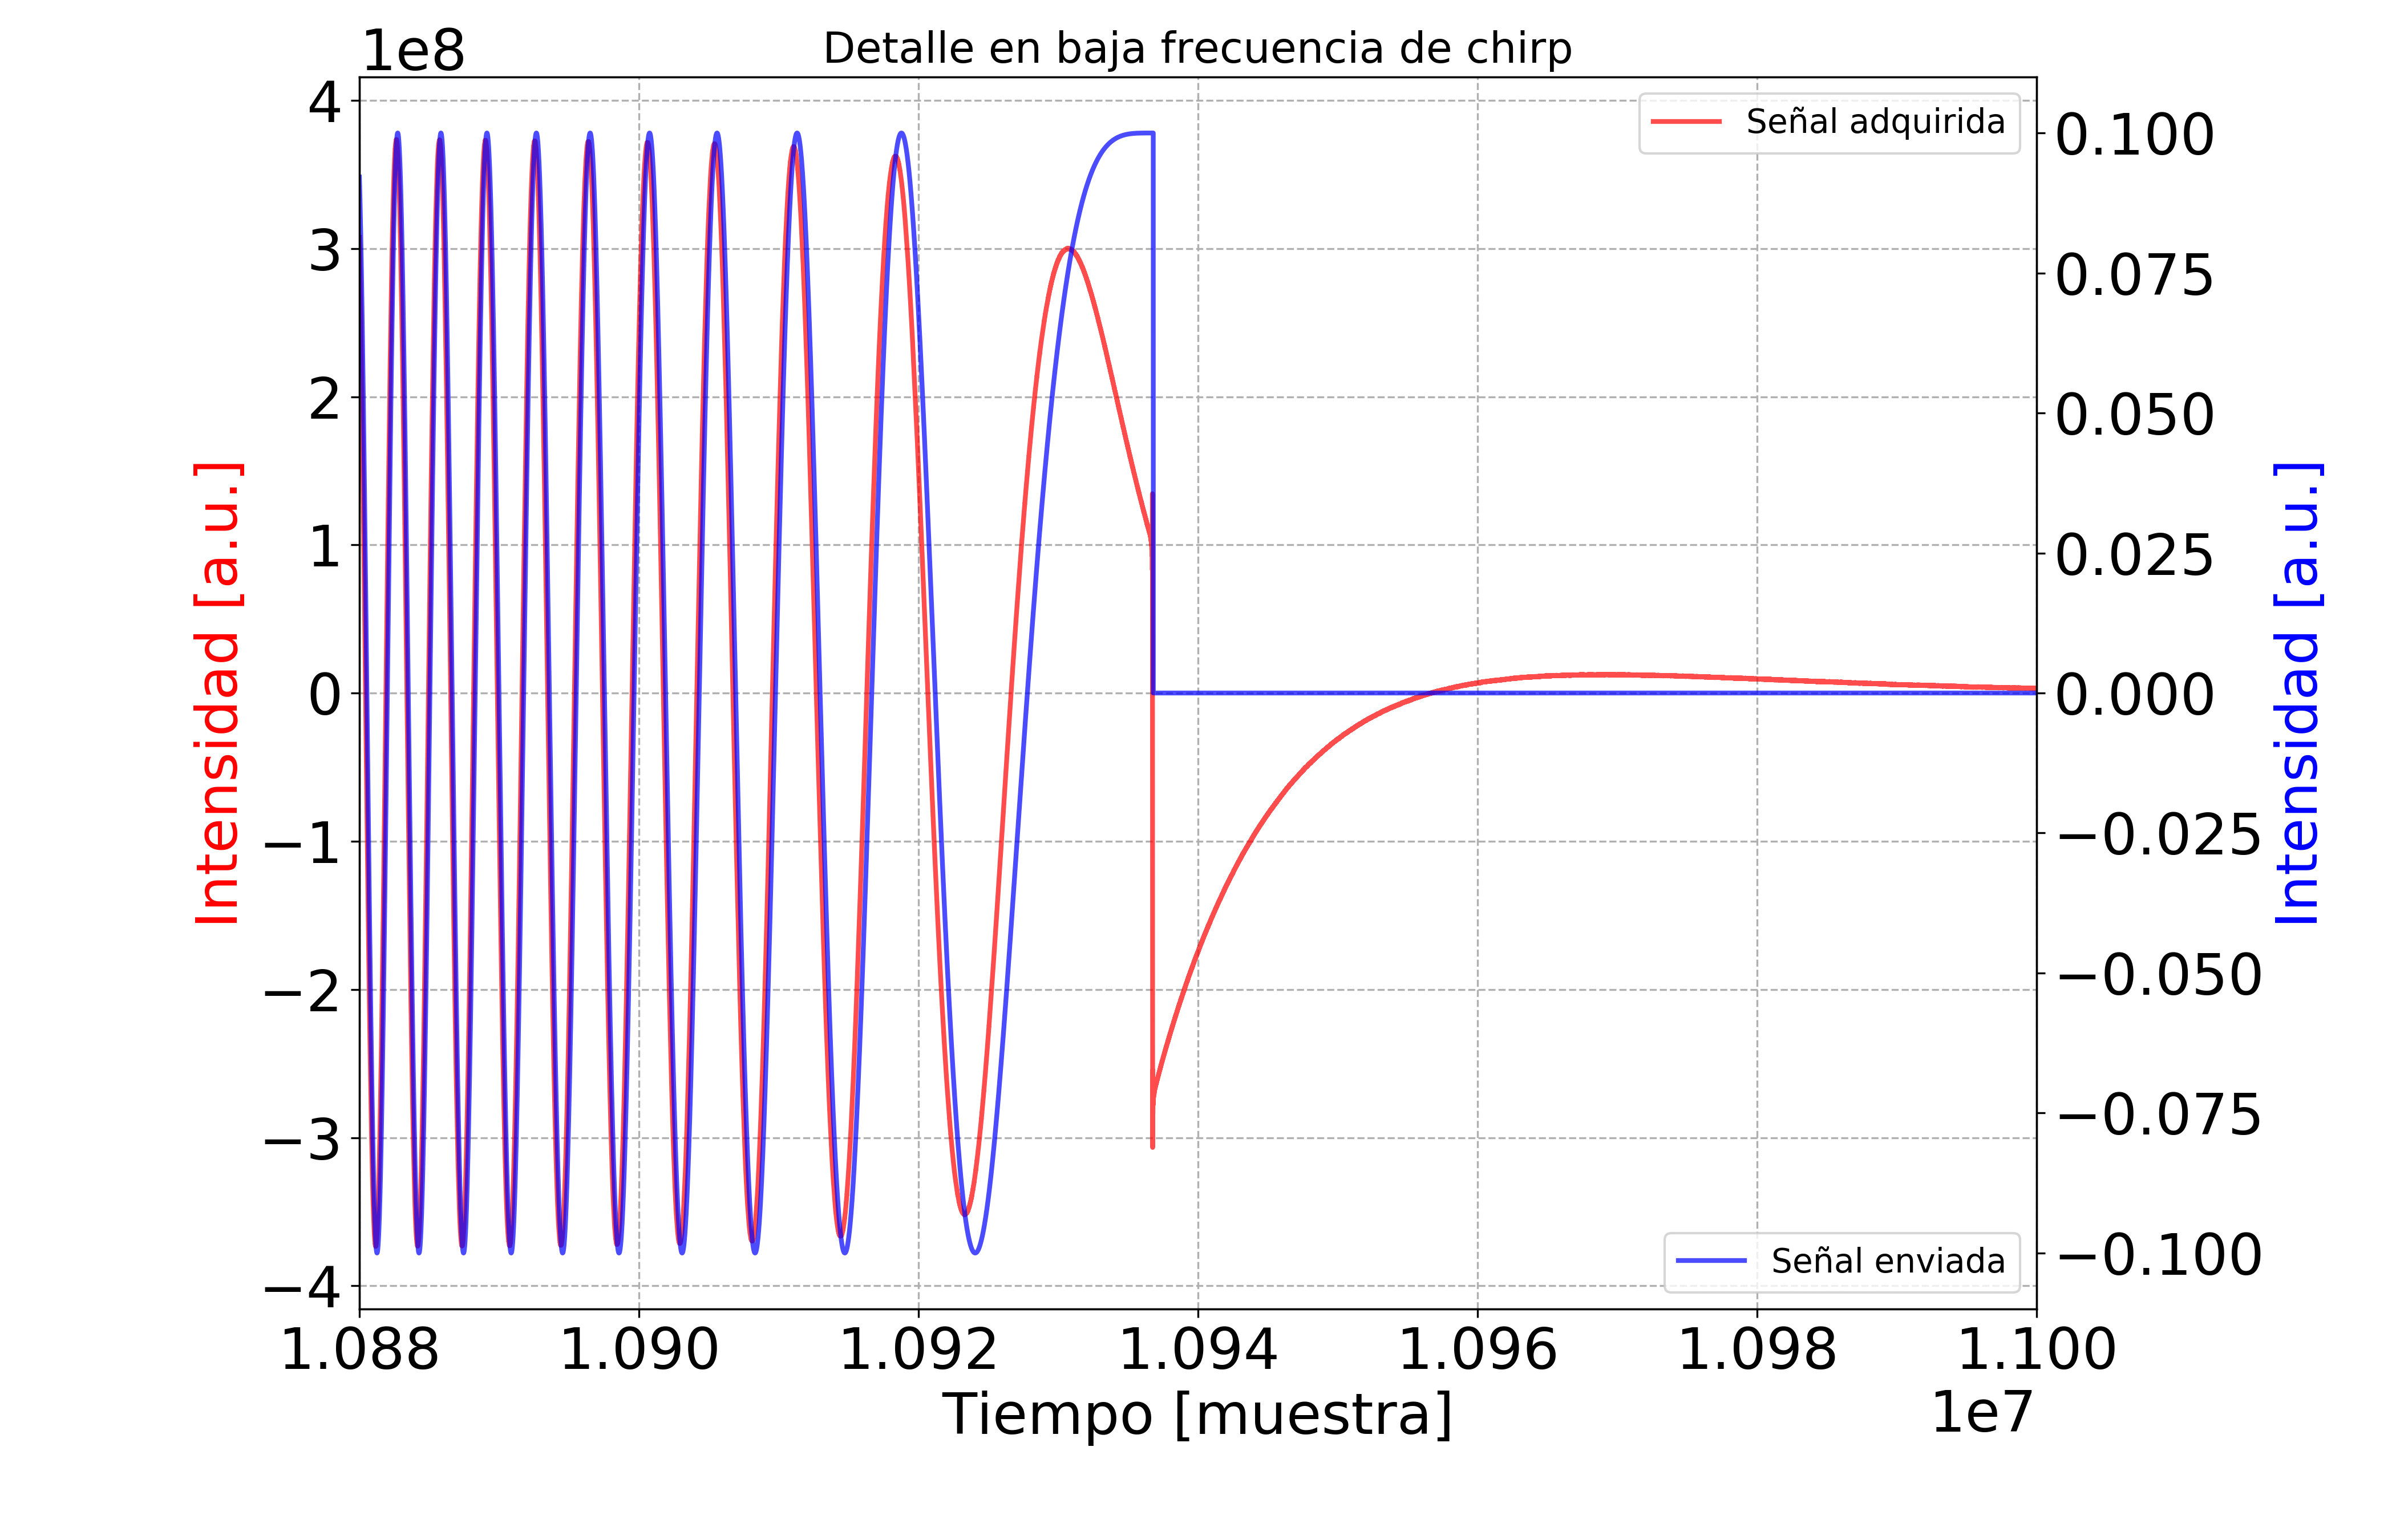 Detalle en baja frecuencia de chirp
1e8
4
3
2
1
0
−1
−2
−3
−4
Intensidad [a.u.]
Señal adquirida
Señal enviada
0.100
0.075
0.050
0.025
0.000
−0.025
−0.050
−0.075
−0.100
Intensidad [a.u.]
1.088 1.090 1.092 1.094 1.096 1.098 1.100
1e7
Tiempo [muestra]